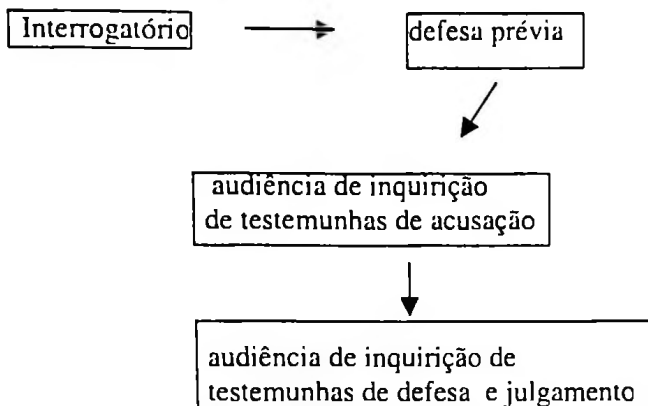 Interrogatório
defesa prévia
audiência de inquirição
de testemunhas de acusação
audiência de inquirição de
testemunhas de defesa e julgamento